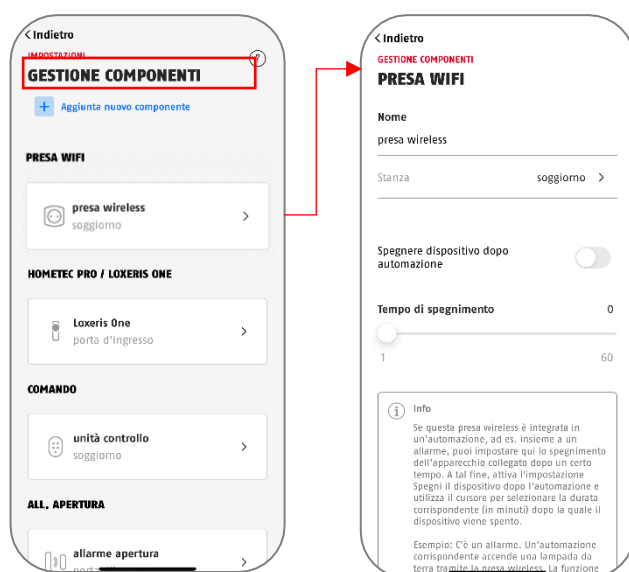 Indietro
IMPOSTAZIONI
?
GESTIONE COMPONENTI
+ Aggiunta nuovo componente
PRESA WIFI
presa wireless
soggiorno
HOMETEC PRO / LOXERIS ONE
Loxeris One
porta d'ingresso
COMANDO
unità controllo
soggiorno
ALL. APERTURA
allarme apertura
Indietro
GESTIONE COMPONENTI
PRESA WIFI
Nome
presa wireless
Stanza soggiorno
Spegnere dispositivo dopo
automazione
Tempo di spegnimento 0
1 60
i Info
Se questa presa wireless è integrata in
un'automazione, ad es. insieme a un
allarme, puoi impostare qui lo spegnimento
dell'apparecchio collegato dopo un certo
tempo. A tal fine, attiva l'impostazione
Spegni il dispositivo dopo l'automazione e
utilizza il cursore per selezionare la durata
corrispondente (in minuti) dopo la quale il
dispositivo viene spento.
Esempio: C'è un allarme. Un'automazione
corrispondente accende una lampada da
terra tramite la presa wireless. La funzione